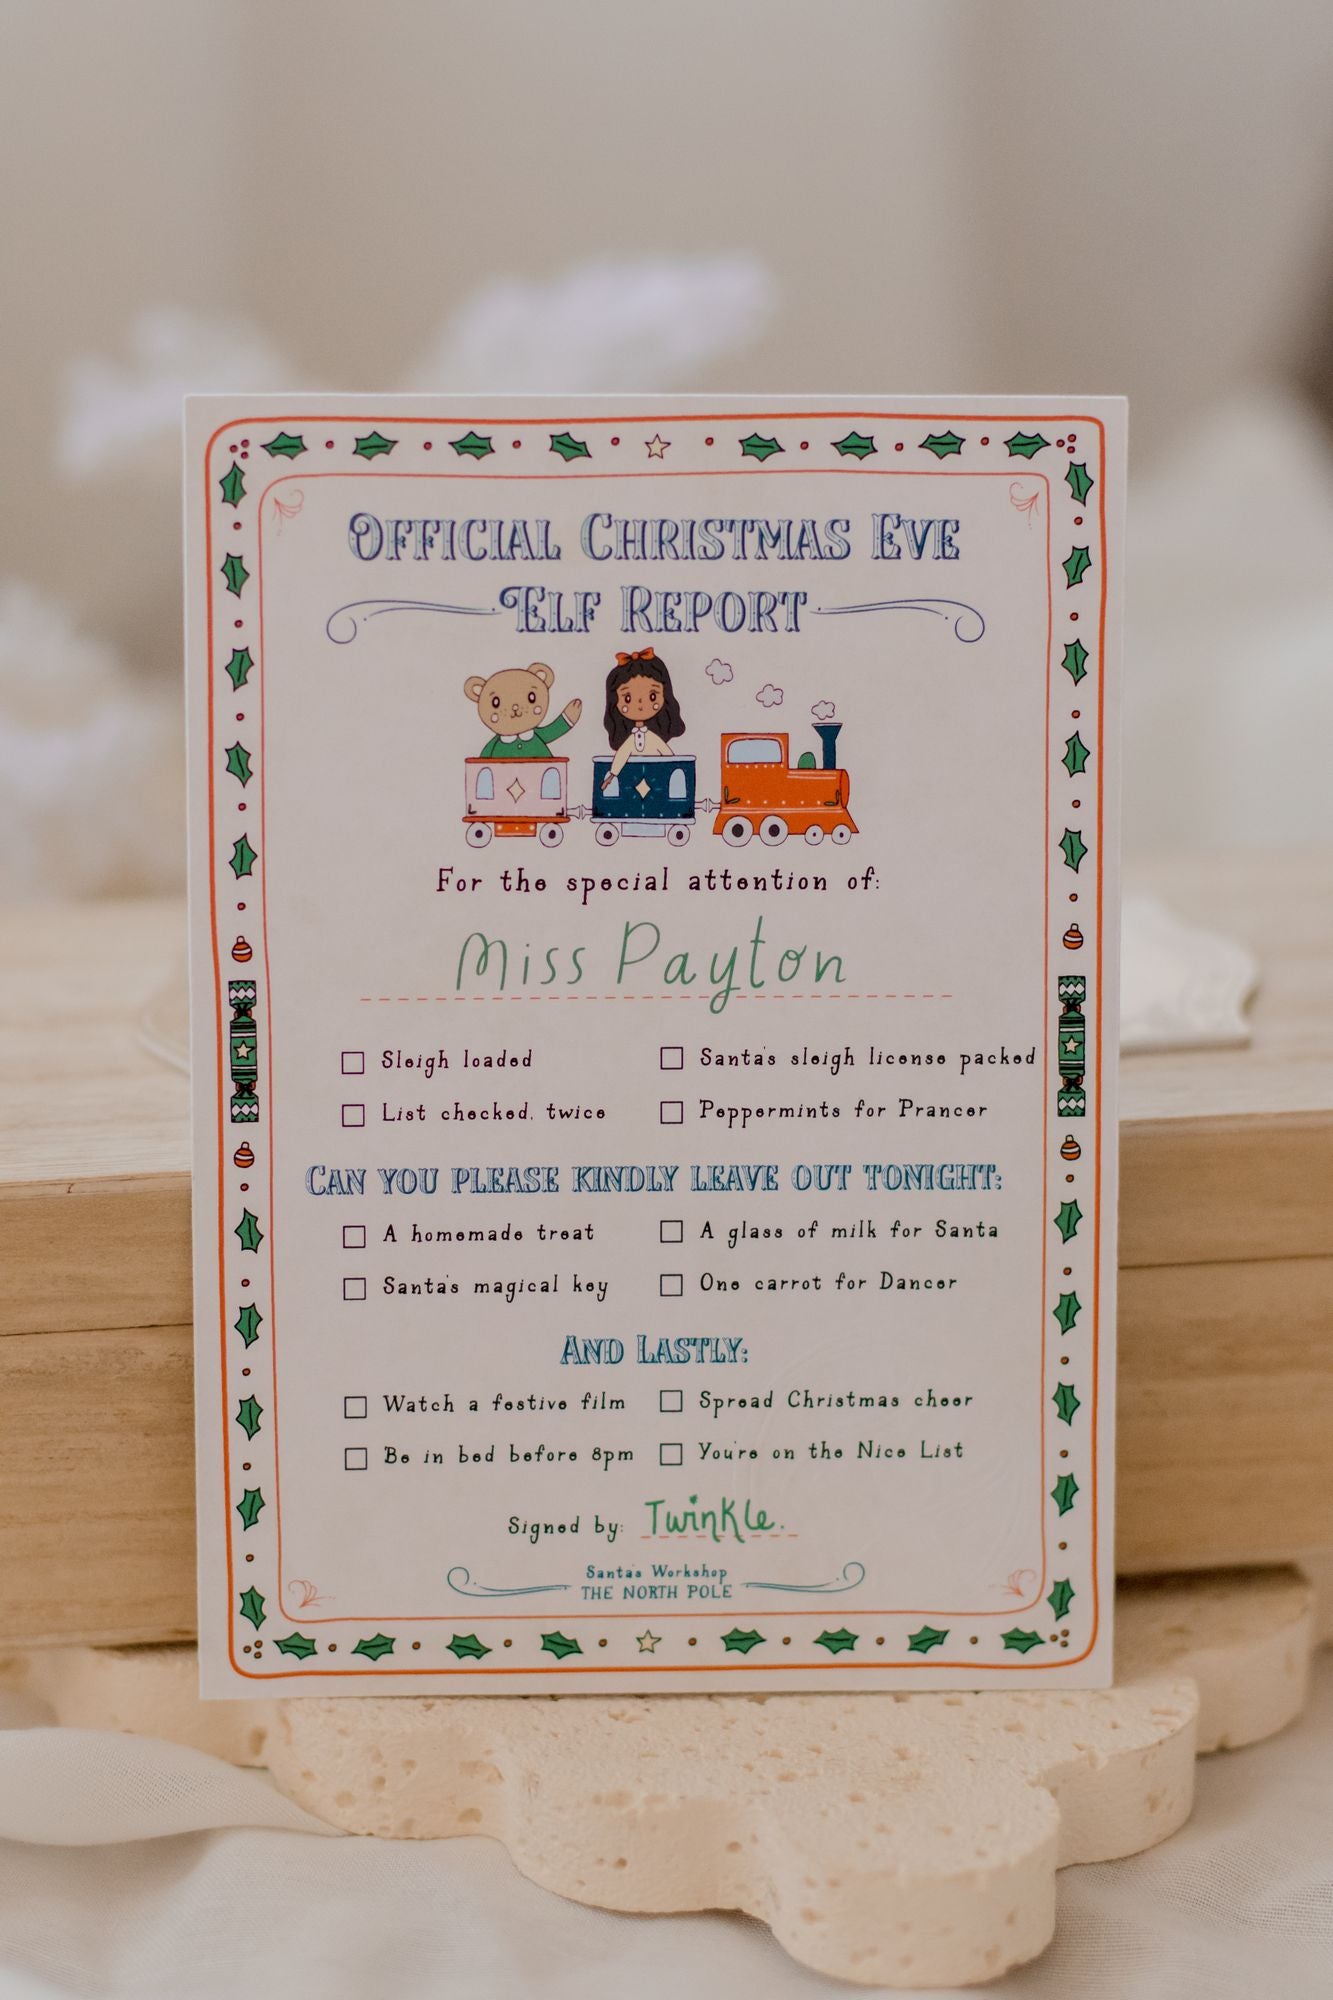 Official Christmas Eve
Elf Report
For the special attention of:
Miss Payton
Sleigh loaded
Santa's sleigh license packed
List checked, twice
Peppermints for Prancer
Can you please kindly leave out tonight:
A homemade treat
A glass of milk for Santa
Santa's magical key
One carrot for Dancer
And Lastly:
Watch a festive film
Spread Christmas cheer
Be in bed before 8pm
You're on the Nice List
Signed by: Twinkle.
Santa's Workshop
THE NORTH POLE